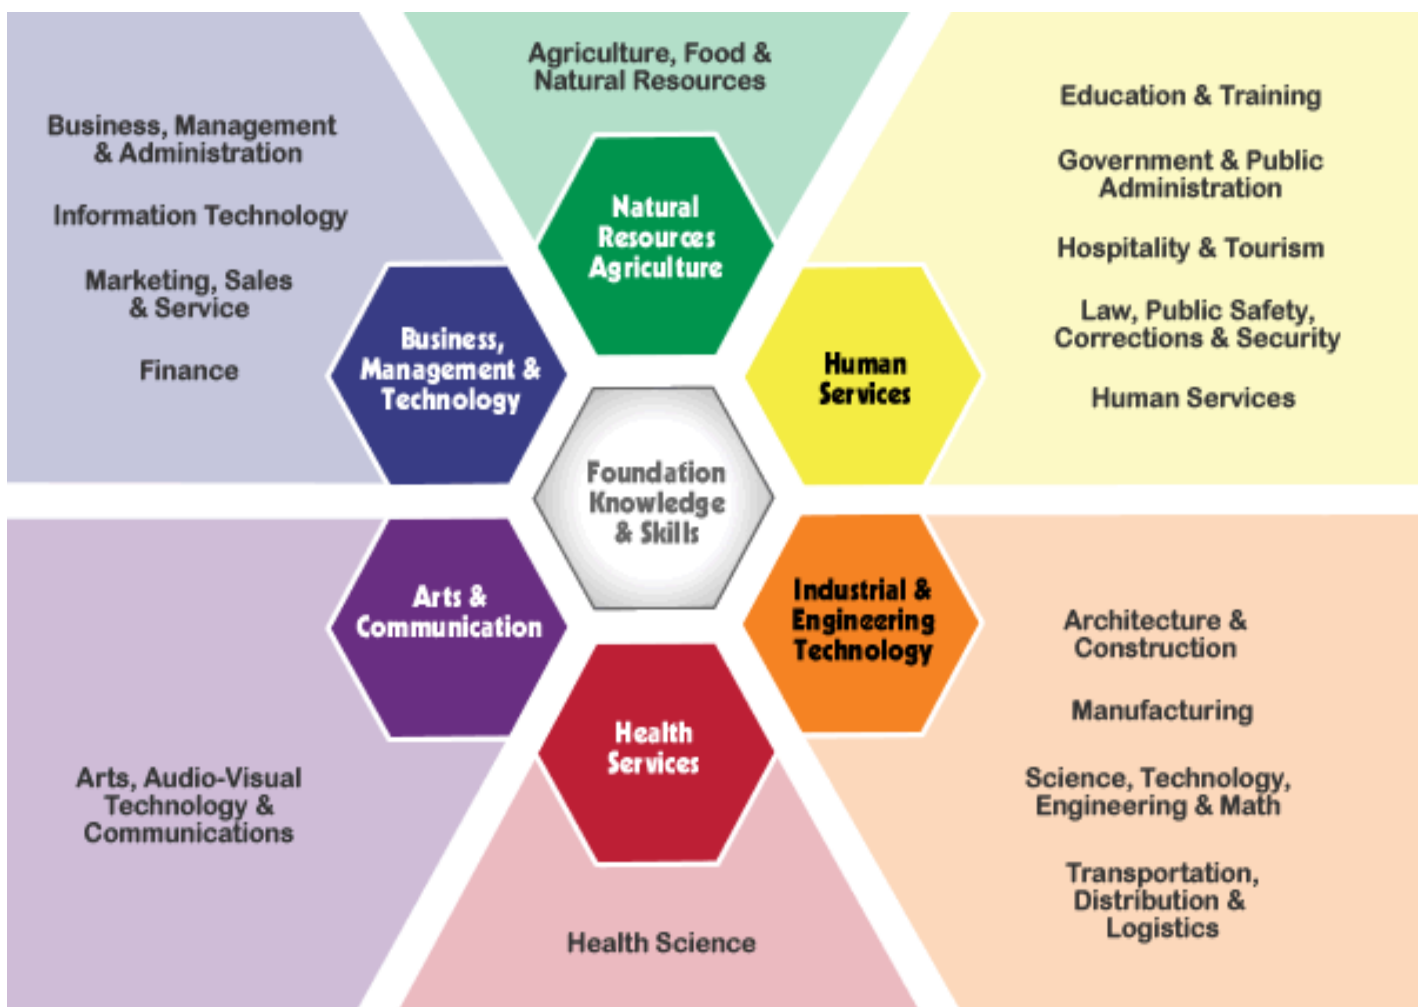 Agriculture, Food &
Natural Resources
Natural
Resources
Agriculture
Business, Management
& Administration
Information Technology
Marketing, Sales
& Service
Finance
Business,
Management &
Technology
Education & Training
Government & Public
Administration
Hospitality & Tourism
Law, Public Safety,
Corrections & Security
Human Services
Human
Services
Foundation
Knowledge
& Skills
Arts &
Communication
Arts, Audio-Visual
Technology &
Communications
Industrial &
Engineering
Technology
Architecture &
Construction
Manufacturing
Science, Technology,
Engineering & Math
Transportation,
Distribution &
Logistics
Health
Services
Health Science